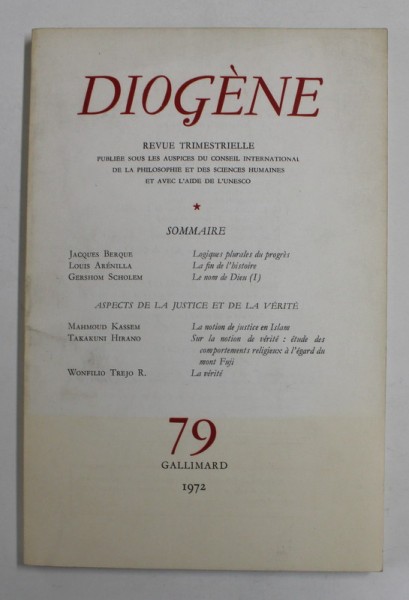 DIOGÈNE
REVUE TRIMESTRIELLE
PUBLIÉE SOUS LES AUSPICES DU CONSEIL INTERNATIONAL
DE LA PHILOSOPHIE ET DES SCIENCES HUMAINES
ET AVEC L'AIDE DE L'UNESCO
SOMMAIRE
JACQUES BERQUE Logiques plurales du progrès
LOUIS ARÉNILLA La fin de l'histoire
GERSHOM SCHOLEM Le nom de Dieu (I)
ASPECTS DE LA JUSTICE ET DE LA VÉRITÉ
MAHMOUD KASSEM La notion de justice en Islam
TAKAKUNI HIRANO Sur la notion de vérité : étude des
comportements religieux à l'égard du
mont Fuji
WONFILIO TREJO R. La vérité
79
GALLIMARD
1972